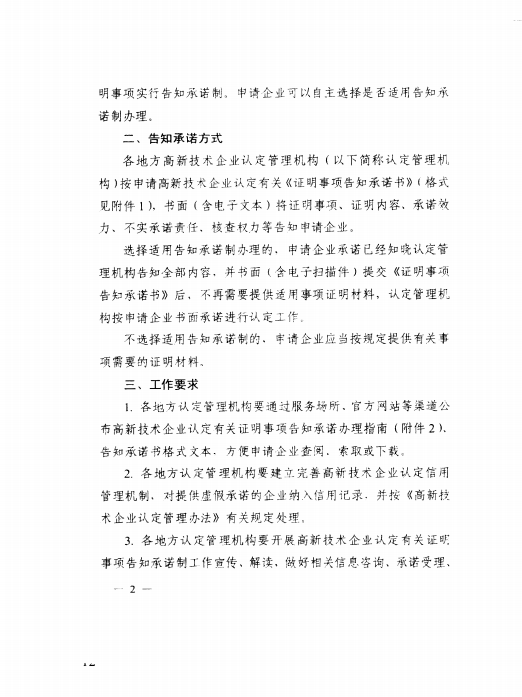 明事项实行告知承诺制。申请企业可以自主选择是否适用告知承
诺制办理。
二、告知承诺方式
各地方高新技术企业认定管理机构（以下简称认定管理机
构）按申请高新技术企业认定有关《证明事项告知承诺书》（格式
见附件1），书面（含电子文本）将证明事项、证明内容、承诺效
力、不实承诺责任、核查权力等告知申请企业。
选择适用告知承诺制办理的，申请企业承诺已经知晓认定管
理机构告知全部内容，并书面（含电子扫描件）提交《证明事项
告知承诺书》后，不再需要提供适用事项证明材料，认定管理机
构按申请企业书面承诺进行认定工作。
不选择适用告知承诺制的，申请企业应当按规定提供有关事
项需要的证明材料。
三、工作要求
1. 各地方认定管理机构要通过服务场所、官方网站等渠道公
布高新技术企业认定有关证明事项告知承诺办理指南（附件2）、
告知承诺书格式文本，方便申请企业查阅、索取或下载。
2. 各地方认定管理机构要建立完善高新技术企业认定信用
管理机制，对提供虚假承诺的企业纳入信用记录，并按《高新技
术企业认定管理办法》有关规定处理。
3. 各地方认定管理机构要开展高新技术企业认定有关证明
事项告知承诺制工作宣传、解读，做好相关信息咨询、承诺受理、
— 2 —